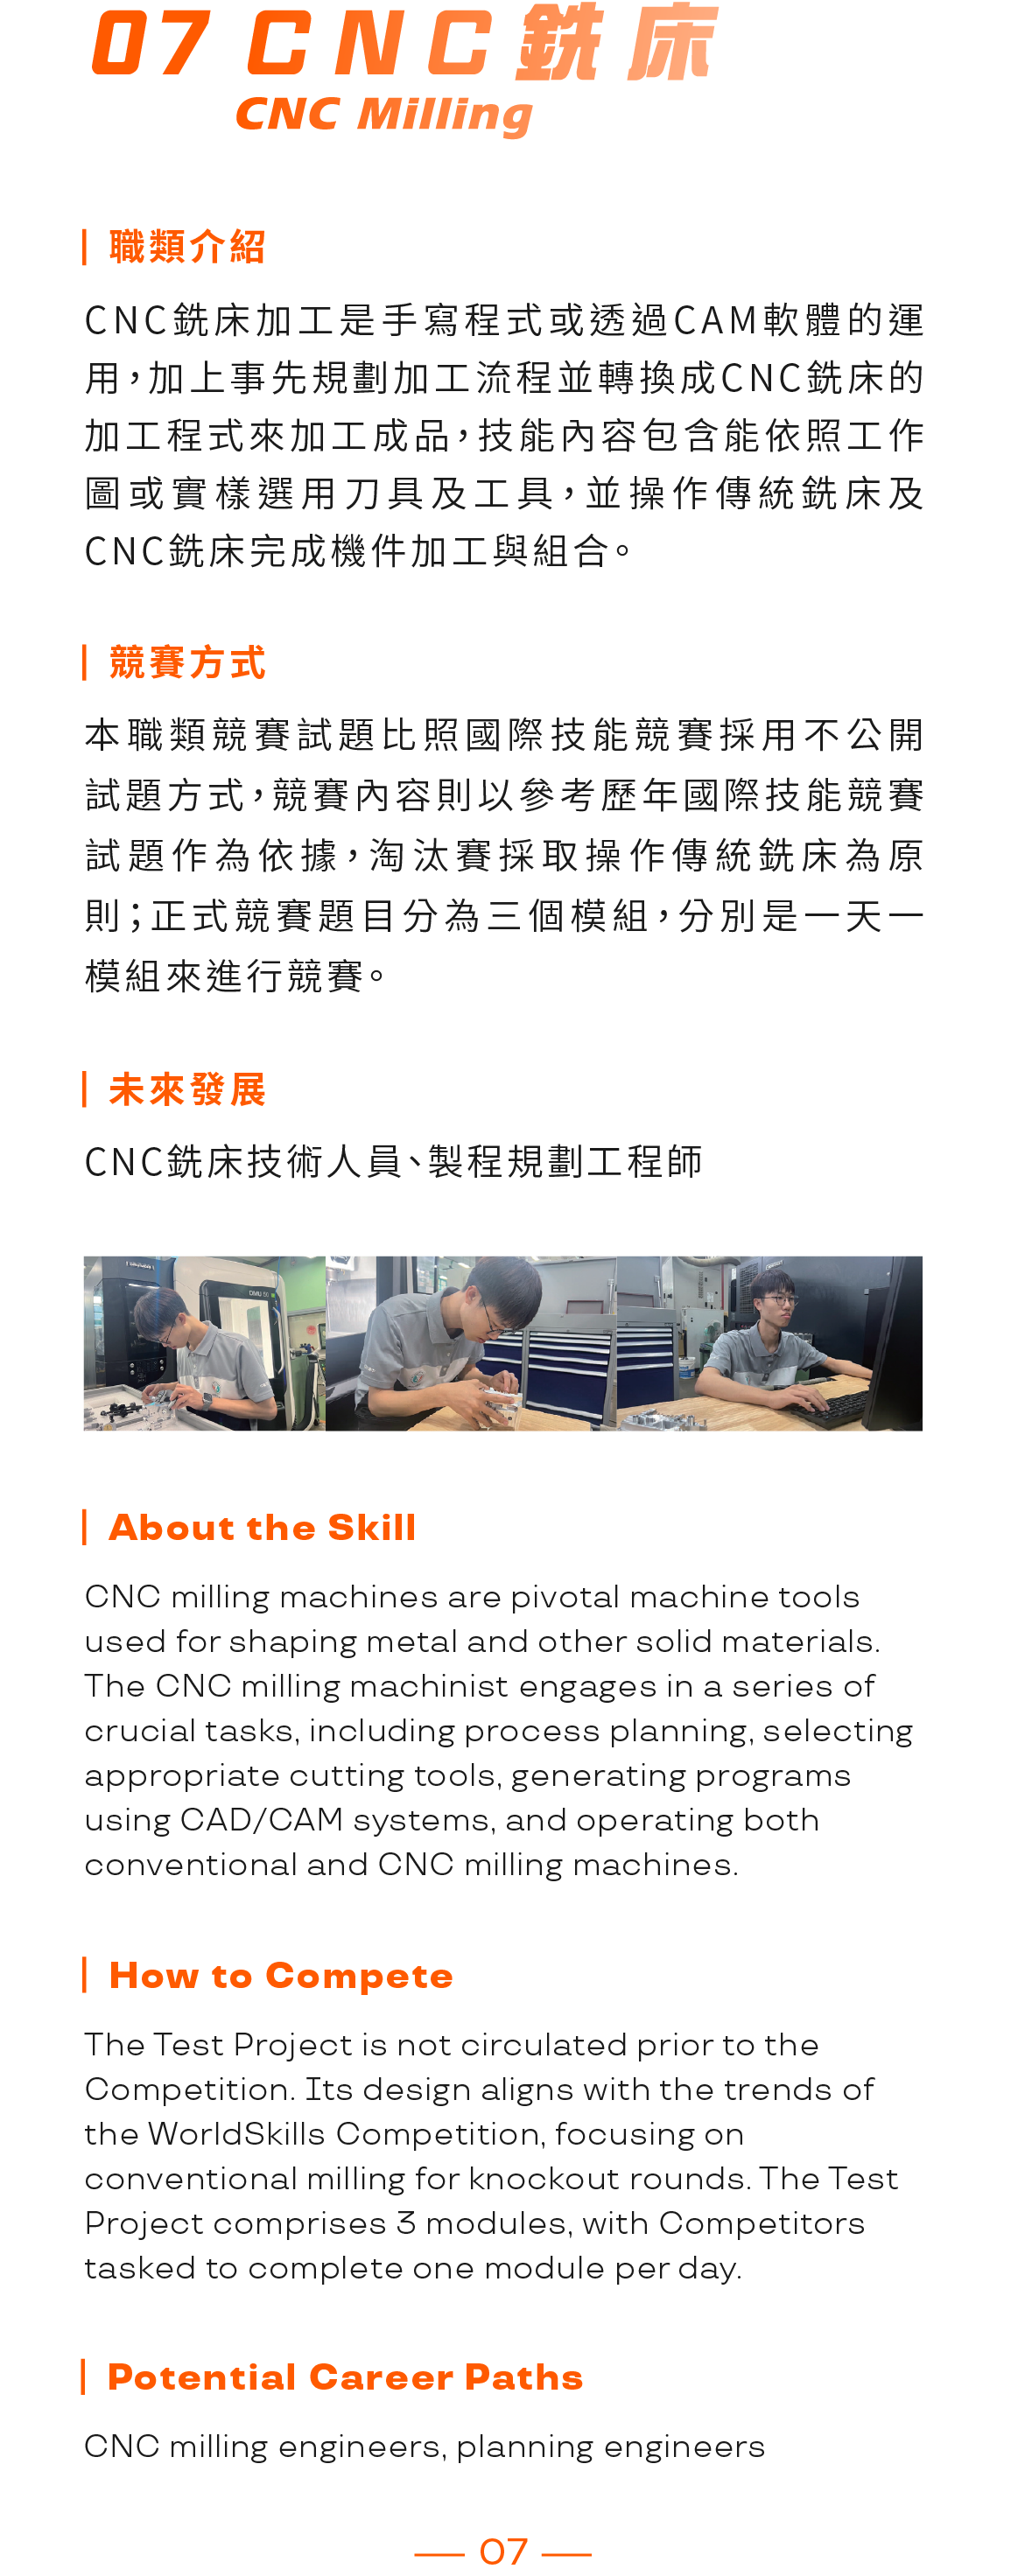 07 CNC銑床
CNC Milling
職類介紹
CNC銑床加工是手寫程式或透過CAM軟體的運
用，加上事先規劃加工流程並轉換成CNC銑床的
加工程式來加工成品，技能內容包含能依照工作
圖或實樣選用刀具及工具，並操作傳統銑床及
CNC銑床完成機件加工與組合。
競賽方式
本職類競賽試題比照國際技能競賽採用不公開
試題方式，競賽內容則以參考歷年國際技能競賽
試題作為依據，淘汰賽採取操作傳統銑床為原
則；正式競賽題目分為三個模組，分別是一天一
模組來進行競賽。
未來發展
CNC銑床技術人員、製程規劃工程師
About the Skill
CNC milling machines are pivotal machine tools
used for shaping metal and other solid materials.
The CNC milling machinist engages in a series of
crucial tasks, including process planning, selecting
appropriate cutting tools, generating programs
using CAD/CAM systems, and operating both
conventional and CNC milling machines.
How to Compete
The Test Project is not circulated prior to the
Competition. Its design aligns with the trends of
the WorldSkills Competition, focusing on
conventional milling for knockout rounds. The Test
Project comprises 3 modules, with Competitors
tasked to complete one module per day.
Potential Career Paths
CNC milling engineers, planning engineers
07